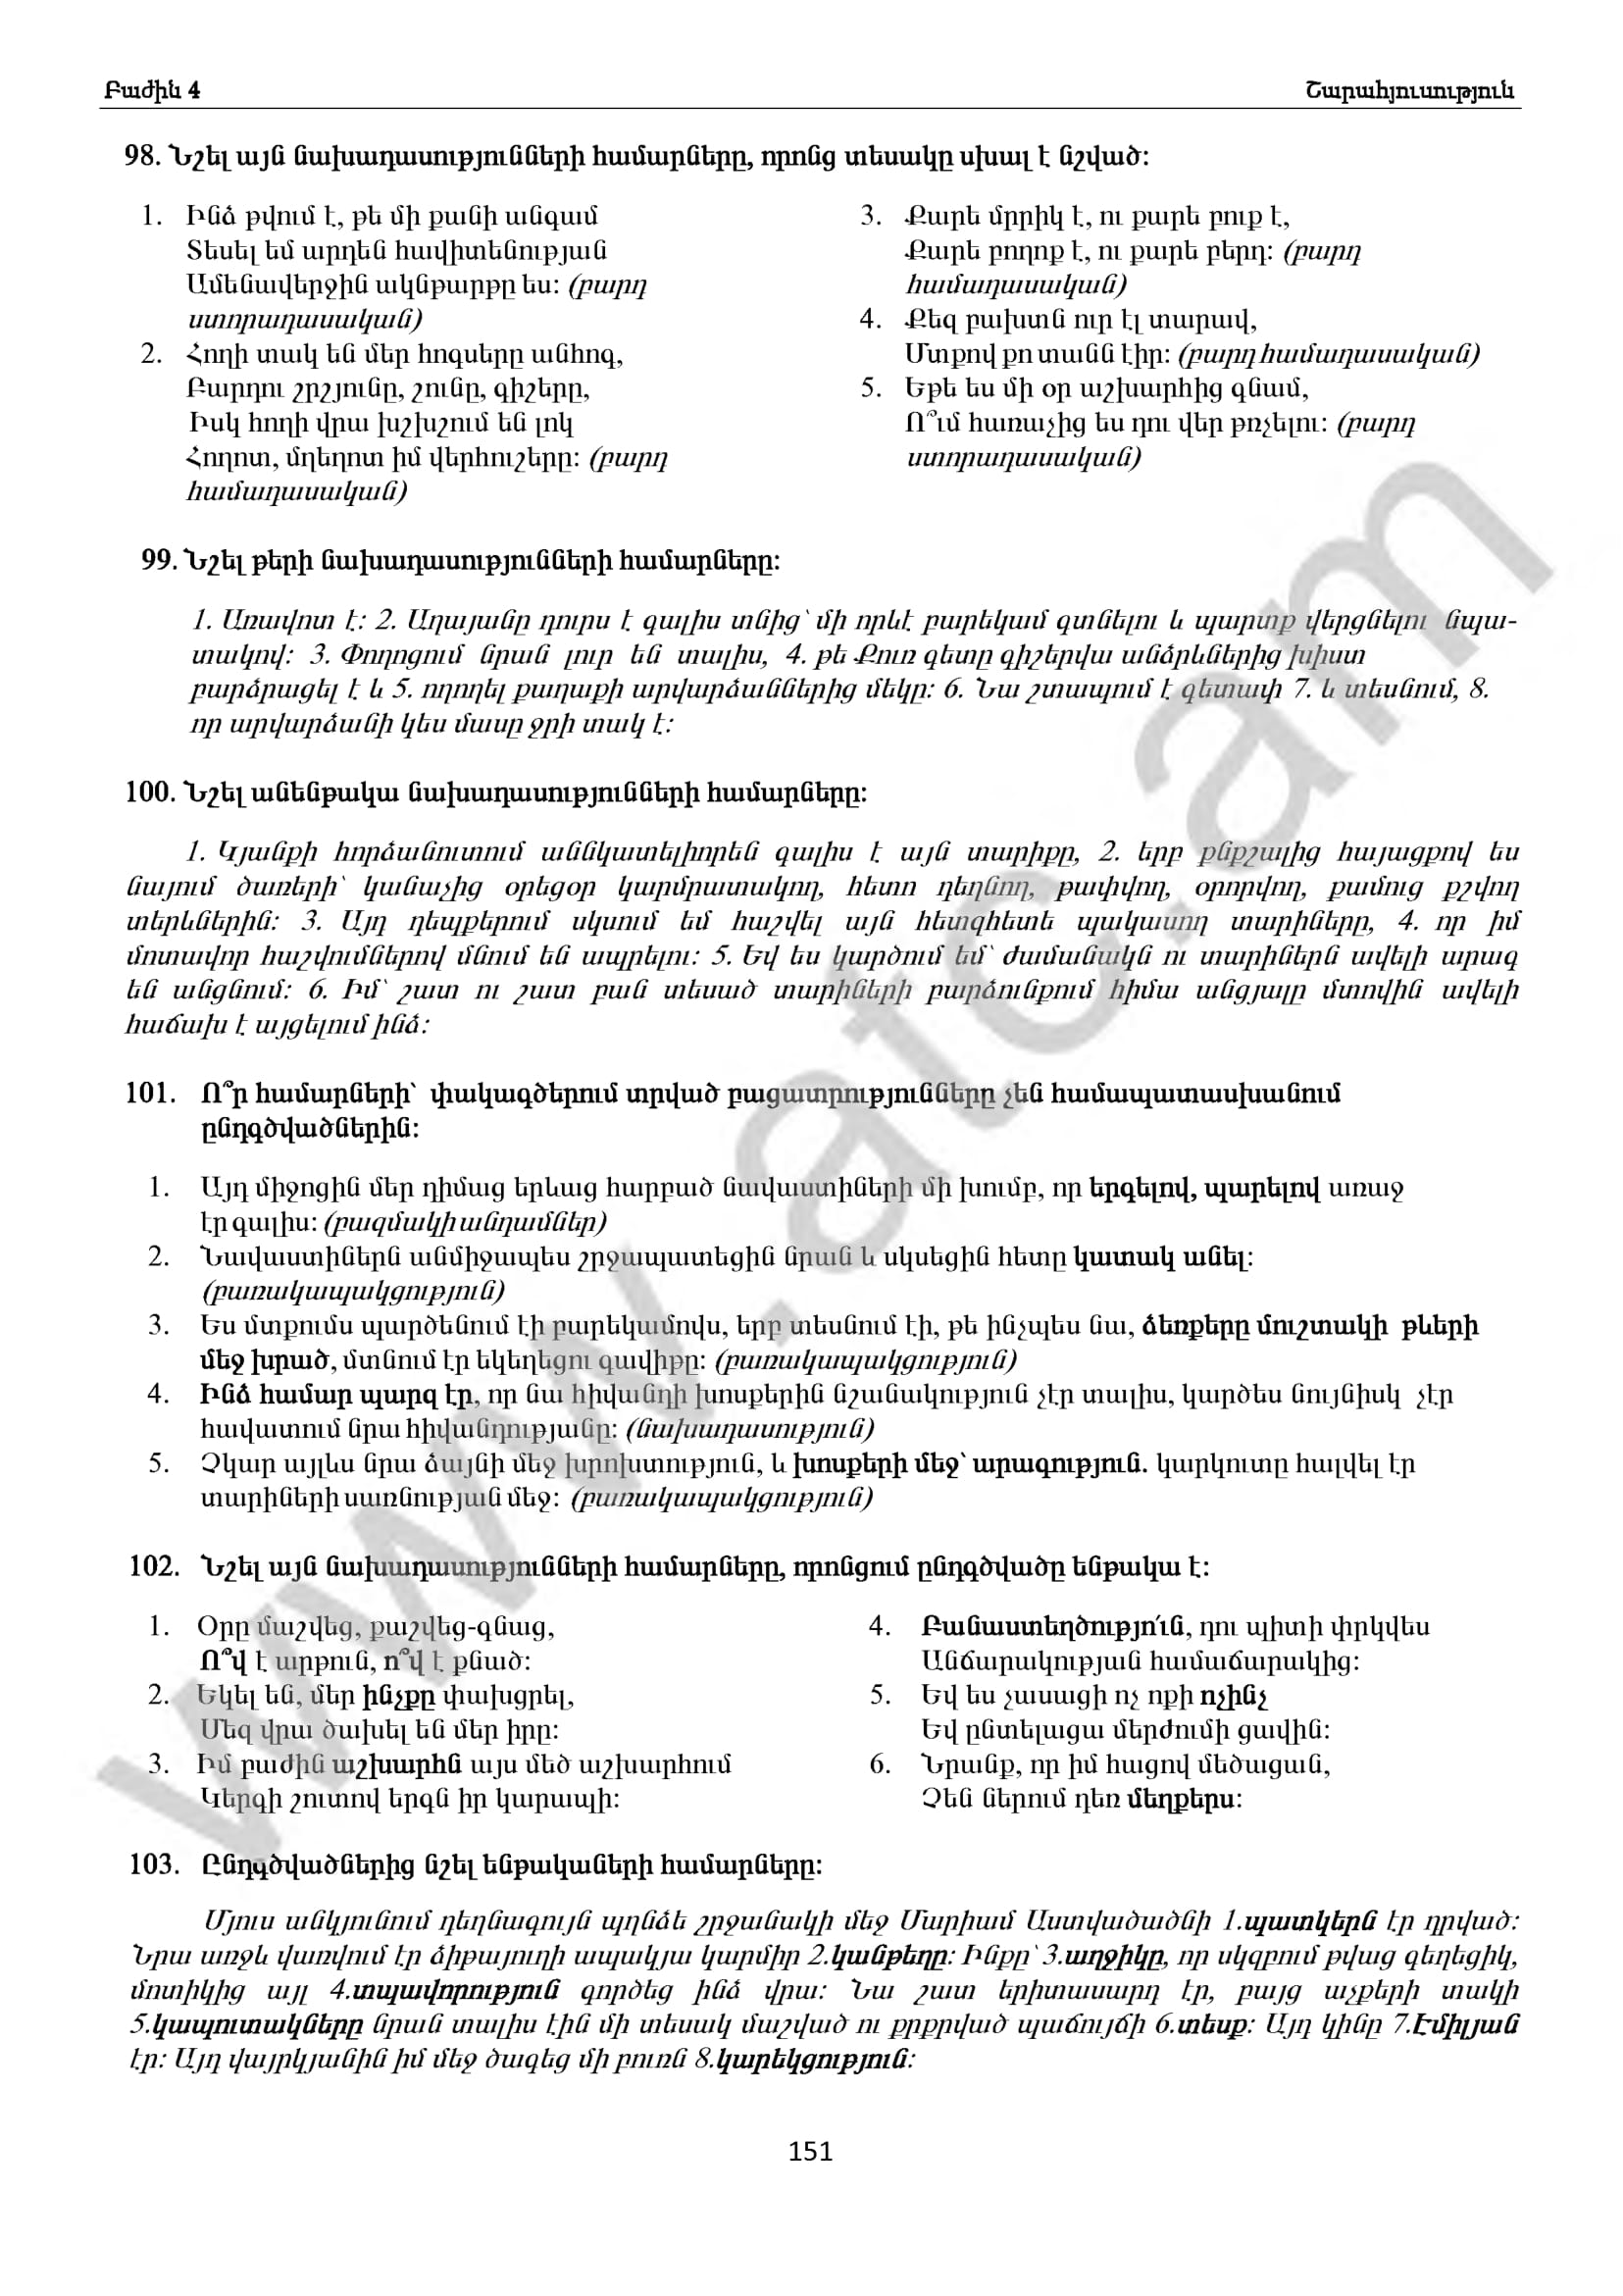 Բաժին 4 Շարահյուսություն
98. Նշել այն նախադասությունների համարները, որոնց տեսակը սխալ է նշված:
1. Ինձ թվում է, թե մի քանի անգամ
Տեսել եմ արդեն հավիտենության
Ամենավերջին ակնթարթը ես: (բարդ
ստորադասական)
2. Հողի տակ են մեր հոգսերը անհոգ,
Բարդու շրշյունը, շունը, գիշերը,
Իսկ հողի վրա խշխշում են լոկ
Հողոտ, մղեղոտ իմ վերհուշերը: (բարդ
համադասական)
3. Քարե մրրիկ է, ու քարե բուք է,
Քարե բողոք է, ու քարե բերդ: (բարդ
համադասական)
4. Քեզ բախտն ուր էլ տարավ,
Մտքով քո տանն էիր: (բարդ համադասական)
5. Եթե ես մի օր աշխարհից գնամ,
Ո՞ւմ հառաչից ես դու վեր թռչելու: (բարդ
ստորադասական)
99. Նշել թերի նախադասությունների համարները:
1. Առավոտ է: 2. Աղայանը դուրս է գալիս տնից՝ մի որևէ բարեկամ գտնելու և պարտք վերցնելու նպա-
տակով: 3. Փողոցում նրան լուր են տալիս, 4. թե Քուռ գետը գիշերվա անձրևներից խիստ
բարձրացել է և 5. ողողել քաղաքի արվարձաններից մեկը: 6. Նա շտապում է գետափ 7. և տեսնում, 8.
որ արվարձանի կես մասը ջրի տակ է:
100. Նշել անենթակա նախադասությունների համարները:
1. Կյանքի հորձանուտում աննկատելիորեն գալիս է այն տարիքը, 2. երբ քնքշալից հայացքով ես
նայում ծառերի՝ կանաչից օրեցօր կարմրատակող, հետո դեղնող, թափվող, օրորվող, քամուց քշվող
տերևներին: 3. Այդ դեպքերում սկսում եմ հաշվել այն հետզհետե պակասող տարիները, 4. որ իմ
մոտավոր հաշվումներով մնում են ապրելու: 5. Եվ ես կարծում եմ՝ ժամանակն ու տարիներն ավելի արագ
են անցնում: 6. Իմ՝ շատ ու շատ բան տեսած տարիների բարձունքում հիմա անցյալը մտովին ավելի
հաճախ է այցելում ինձ:
101. Ո՞ր համարների՝ փակագծերում տրված բացատրությունները չեն համապատասխանում
ընդգծվածներին:
1. Այդ միջոցին մեր դիմաց երևաց հարբած նավաստիների մի խումբ, որ երգելով, պարելով առաջ
էր գալիս: (բազմակի անդամներ)
2. Նավաստիներն անմիջապես շրջապատեցին նրան և սկսեցին հետը կատակ անել:
(բառակապակցություն)
3. Ես մտքումս պարծենում էի բարեկամովս, երբ տեսնում էի, թե ինչպես նա, ձեռքերը մուշտակի թևերի
մեջ խրած, մտնում էր եկեղեցու գավիթը: (բառակապակցություն)
4. Ինձ համար պարզ էր, որ նա հիվանդի խոսքերին նշանակություն չէր տալիս, կարծես նույնիսկ չէր
հավատում նրա հիվանդությանը: (նախադասություն)
5. Չկար այլևս նրա ձայնի մեջ խրոխտություն, և խոսքերի մեջ՝ արագություն. կարկուտը հալվել էր
տարիների սառնության մեջ: (բառակապակցություն)
102. Նշել այն նախադասությունների համարները, որոնցում ընդգծվածը ենթակա է:
1. Օրը մաշվեց, քաշվեց-գնաց,
Ո՞վ է արթուն, ո՞վ է քնած:
2. Եկել են, մեր ինչքը փախցրել,
Մեզ վրա ծախել են մեր իրը:
3. Իմ բաժին աշխարհն այս մեծ աշխարհում
Կերգի շուտով երգն իր կարապի:
4. Բանաստեղծությո՛ւն, դու պիտի փրկվես
Անճարակության համաճարակից:
5. Եվ ես չասացի ոչ ոքի ոչինչ
Եվ ընտելացա մերժումի ցավին:
6. Նրանք, որ իմ հացով մեծացան,
Չեն ներում դեռ մեղքերս:
103. Ընդգծվածներից նշել ենթակաների համարները:
Մյուս անկյունում դեղնագույն պղնձե շրջանակի մեջ Մարիամ Աստվածածնի 1.պատկերն էր դրված:
Նրա առջև վառվում էր ձիթայուղի ապակյա կարմիր 2.կանթեղը: Ինքը՝ 3.աղջիկը, որ սկզբում թվաց գեղեցիկ,
մոտիկից այլ 4.տպավորություն գործեց ինձ վրա: Նա շատ երիտասարդ էր, բայց աչքերի տակի
5.կապուտակները նրան տալիս էին մի տեսակ մաշված ու քրքրված պաճույճի 6.տեսք: Այդ կինը 7.Էմիլյան
էր: Այդ վայրկյանին իմ մեջ ծագեց մի բուռն 8.կարեկցություն:
151
www.atc.am